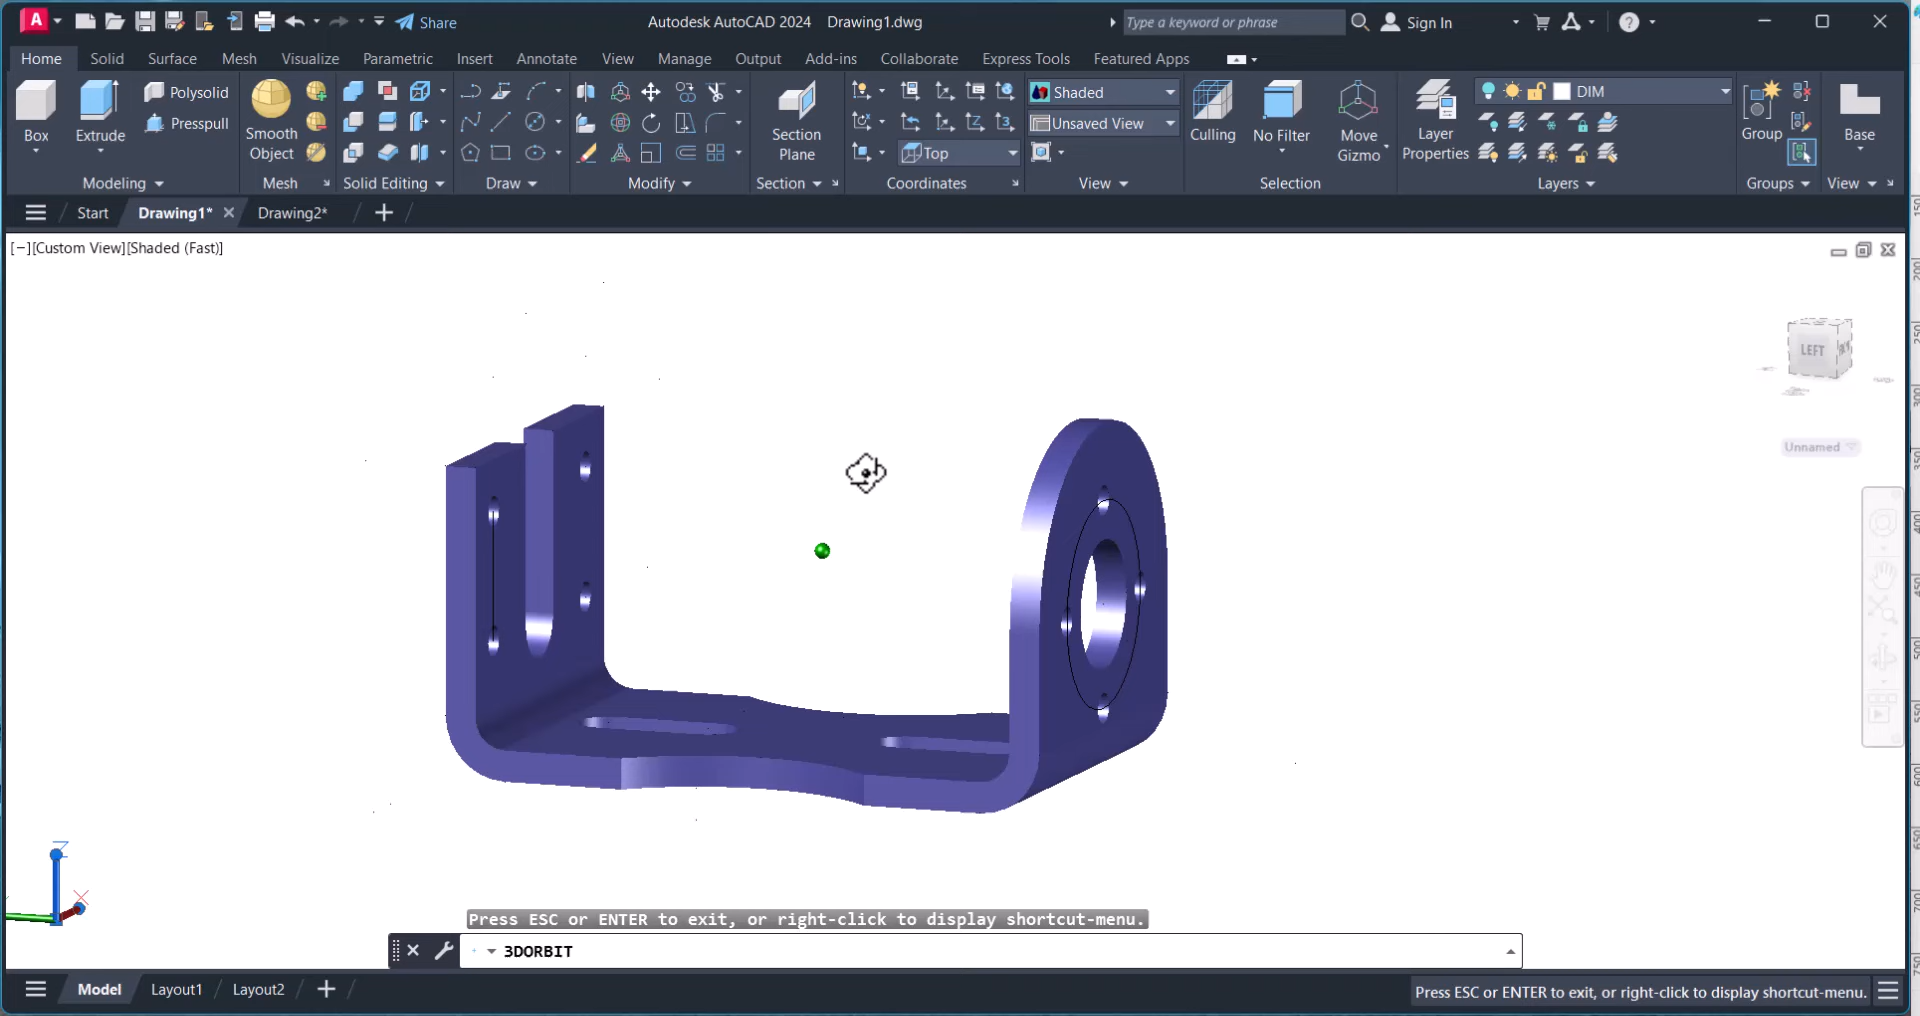 A Share Autodesk AutoCAD 2024 Drawing1.dwg Type a keyword or phrase Sign In
Home Solid Surface Mesh Visualize Parametric Insert Annotate View Manage Output Add-ins Collaborate Express Tools Featured Apps
Polysolid Shaded DIM
Presspull Unsaved View
Box Extrude Smooth Object Section Plane Top Culling No Filter Move Gizmo Layer Properties Group Base
Modeling Mesh Solid Editing Draw Modify Section Coordinates View Selection Layers Groups View
Start Drawing1* Drawing2*
[−][Custom View][Shaded (Fast)]
LEFT
Unnamed
Z
X
Press ESC or ENTER to exit, or right-click to display shortcut-menu.
3DORBIT
Model Layout1 Layout2 Press ESC or ENTER to exit, or right-click to display shortcut-menu.